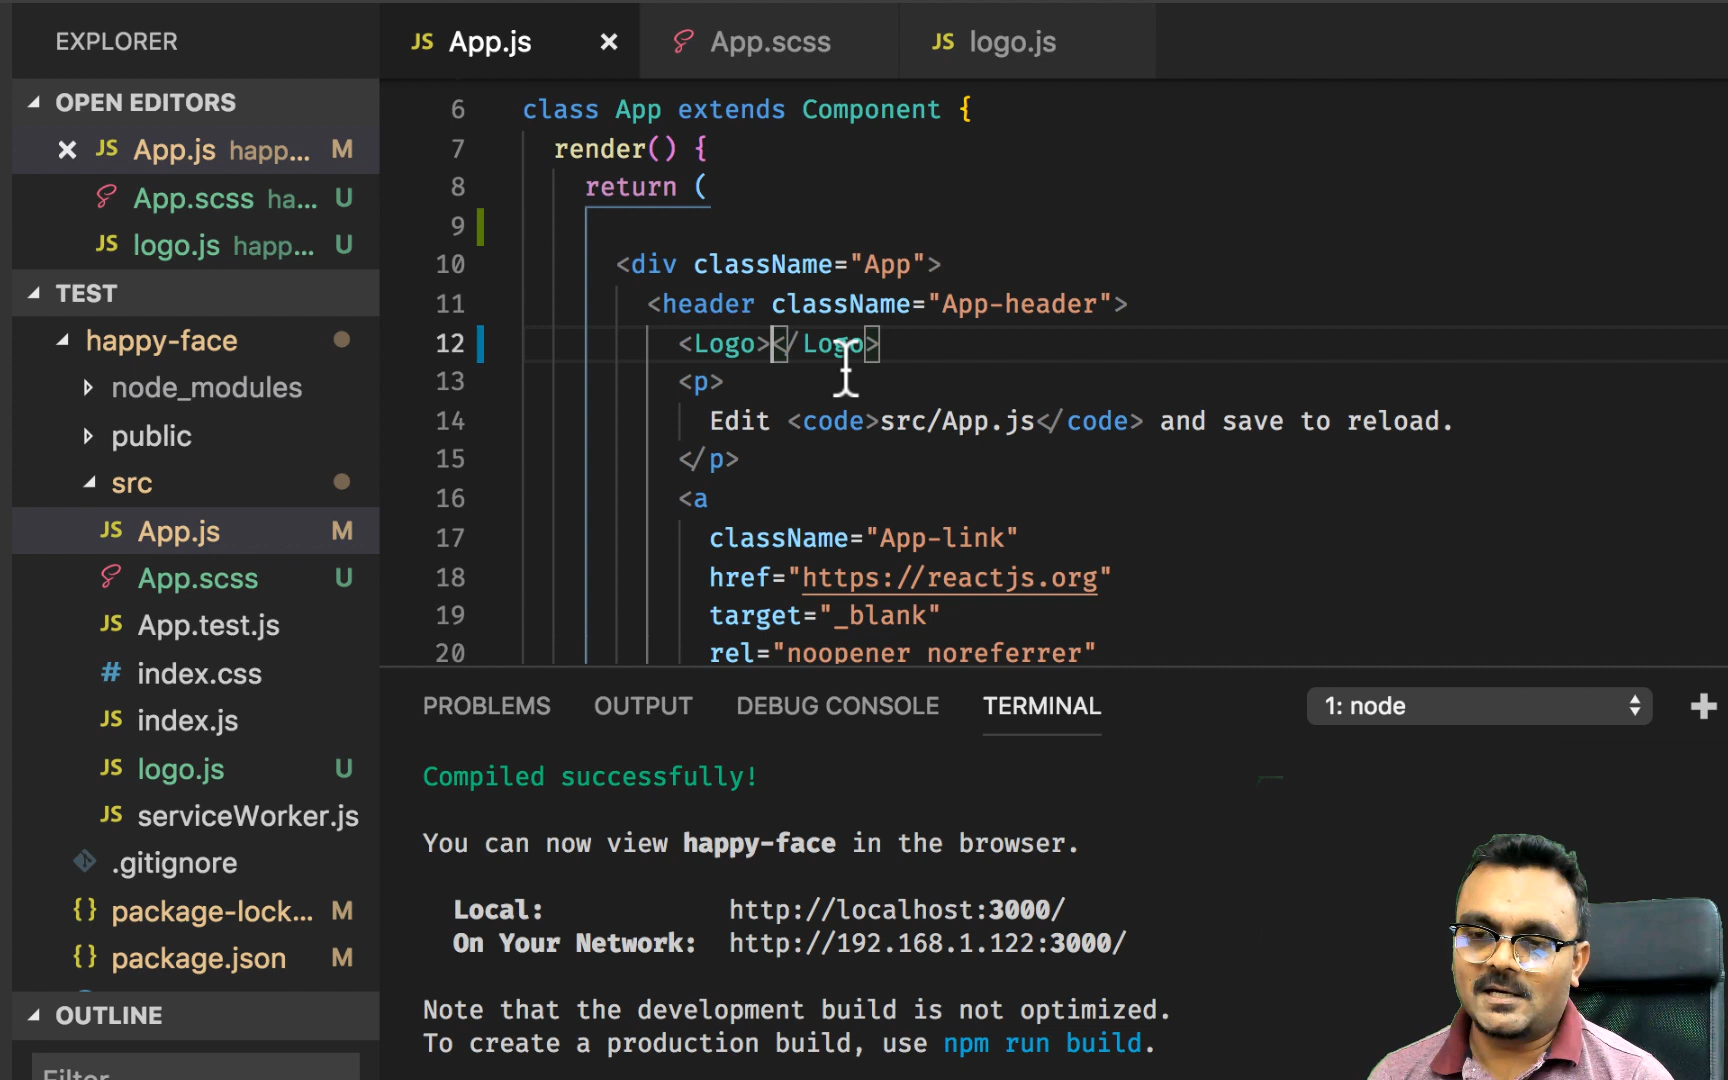 EXPLORER
JS App.js ×
App.scss
JS logo.js
OPEN EDITORS
× JS App.js happ... M
App.scss ha... U
JS logo.js happ... U
TEST
happy-face
node_modules
public
src
JS App.js M
App.scss U
JS App.test.js
# index.css
JS index.js
JS logo.js U
JS serviceWorker.js
.gitignore
{} package-lock... M
{} package.json M
OUTLINE
Filter
6 class App extends Component {
7 render() {
8 return (
9
10 <div className="App">
11 <header className="App-header">
12 <Logo></Logo>
13 <p>
14 Edit <code>src/App.js</code> and save to reload.
15 </p>
16 <a
17 className="App-link"
18 href="https://reactjs.org"
19 target="_blank"
20 rel="noopener noreferrer"
PROBLEMS OUTPUT DEBUG CONSOLE TERMINAL 1: node +
Compiled successfully!
You can now view happy-face in the browser.
Local: http://localhost:3000/
On Your Network: http://192.168.1.122:3000/
Note that the development build is not optimized.
To create a production build, use npm run build.